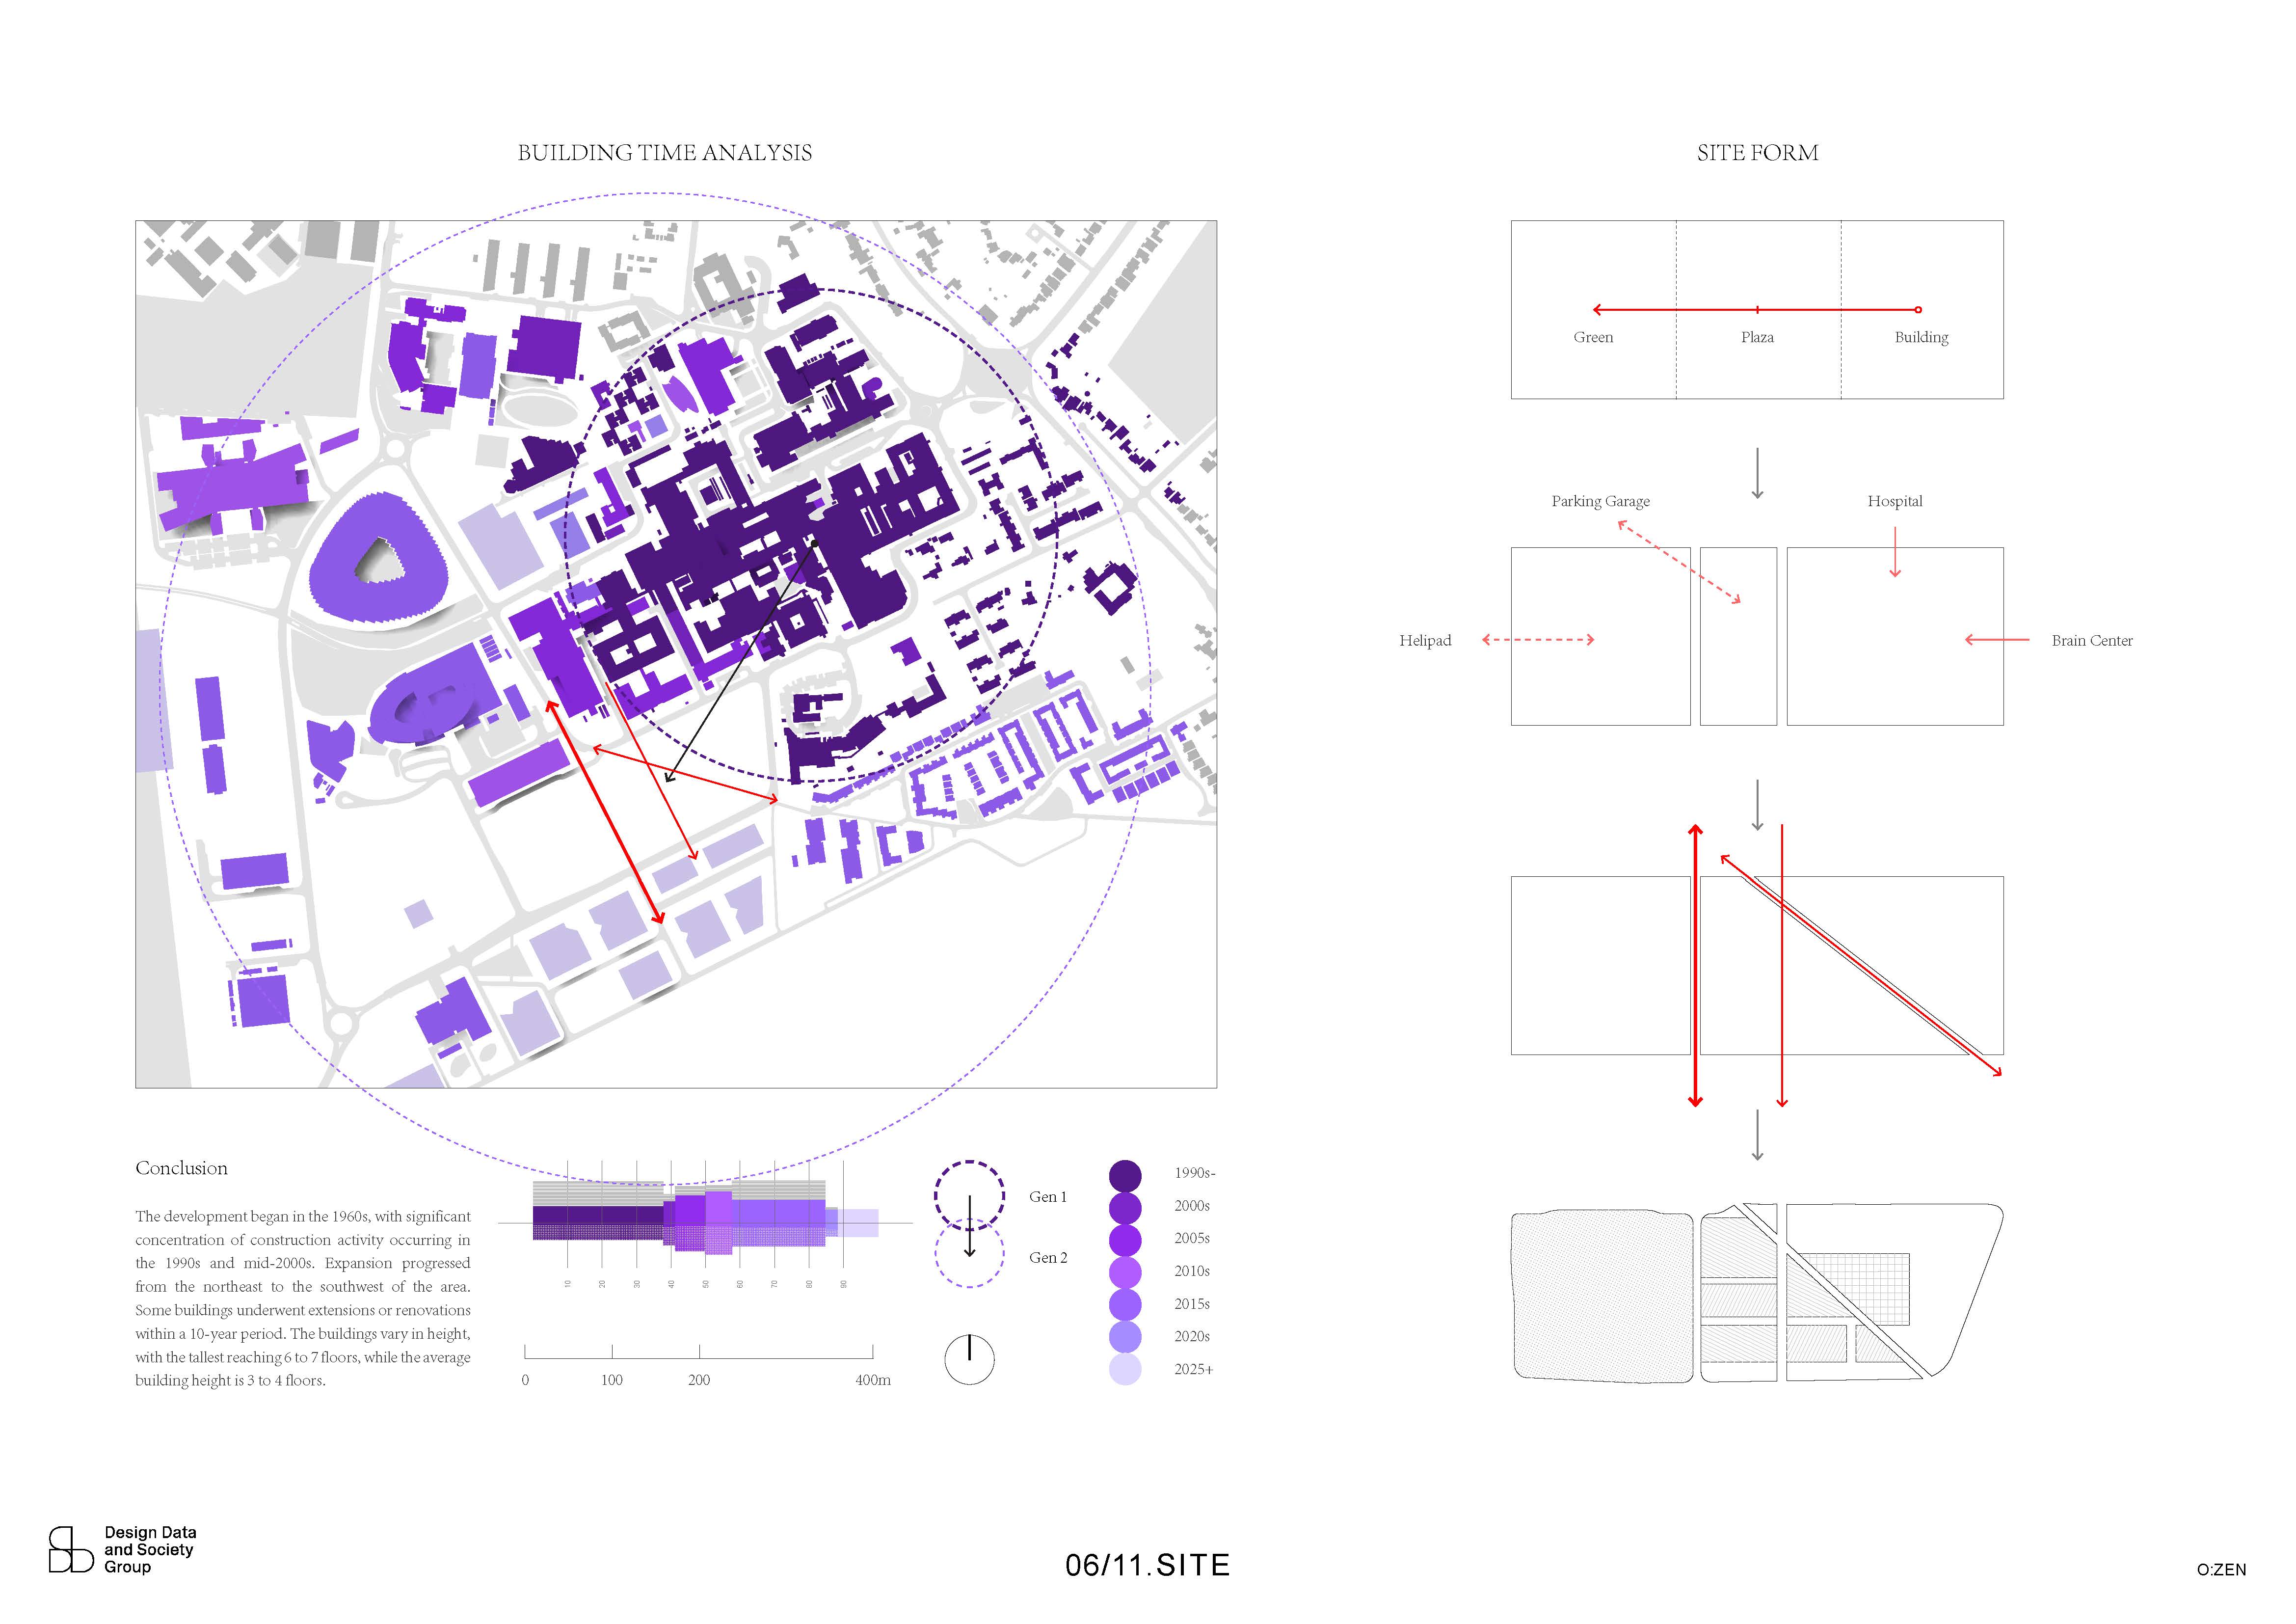 BUILDING TIME ANALYSIS
SITE FORM
Green
Plaza
Building
Parking Garage
Hospital
Helipad
Brain Center
Conclusion
The development began in the 1960s, with significant
concentration of construction activity occurring in
the 1990s and mid-2000s. Expansion progressed
from the northeast to the southwest of the area.
Some buildings underwent extensions or renovations
within a 10-year period. The buildings vary in height,
with the tallest reaching 6 to 7 floors, while the average
building height is 3 to 4 floors.
10
20
30
40
50
60
70
80
90
0
100
200
400m
Gen 1
Gen 2
1990s-
2000s
2005s
2010s
2015s
2020s
2025+
Design Data
and Society
Group
06/11.SITE
O:ZEN